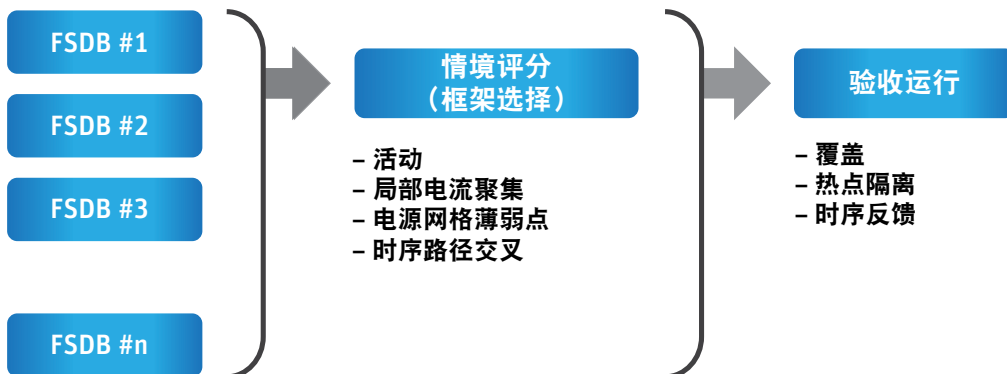 FSDB #1
FSDB #2
FSDB #3
FSDB #n
情境评分
（框架选择）
– 活动
– 局部电流聚集
– 电源网格薄弱点
– 时序路径交叉
验收运行
– 覆盖
– 热点隔离
– 时序反馈